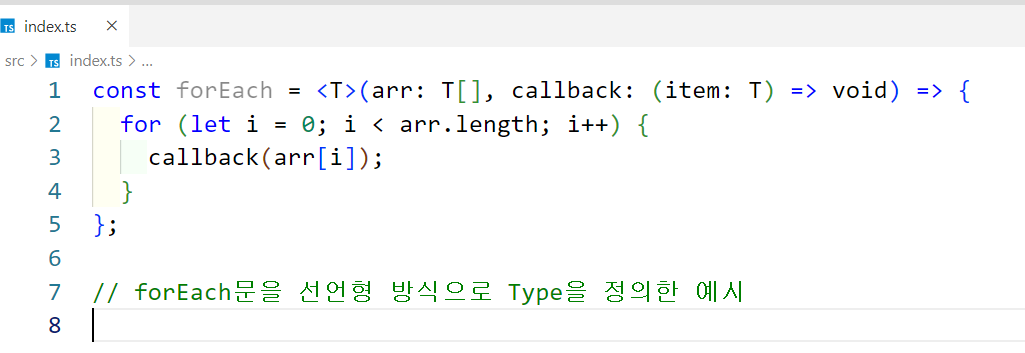 TS index.ts ×
src > TS index.ts > ...
1 const forEach = <T>(arr: T[], callback: (item: T) => void) => {
2   for (let i = 0; i < arr.length; i++) {
3     callback(arr[i]);
4   }
5 };
6
7 // forEach문을 선언형 방식으로 Type을 정의한 예시
8